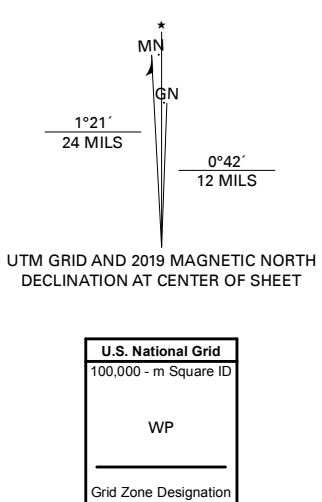 ★
MN
GN
1°21´
24 MILS
0°42´
12 MILS
UTM GRID AND 2019 MAGNETIC NORTH
DECLINATION AT CENTER OF SHEET
U.S. National Grid
100,000 - m Square ID
WP
Grid Zone Designation